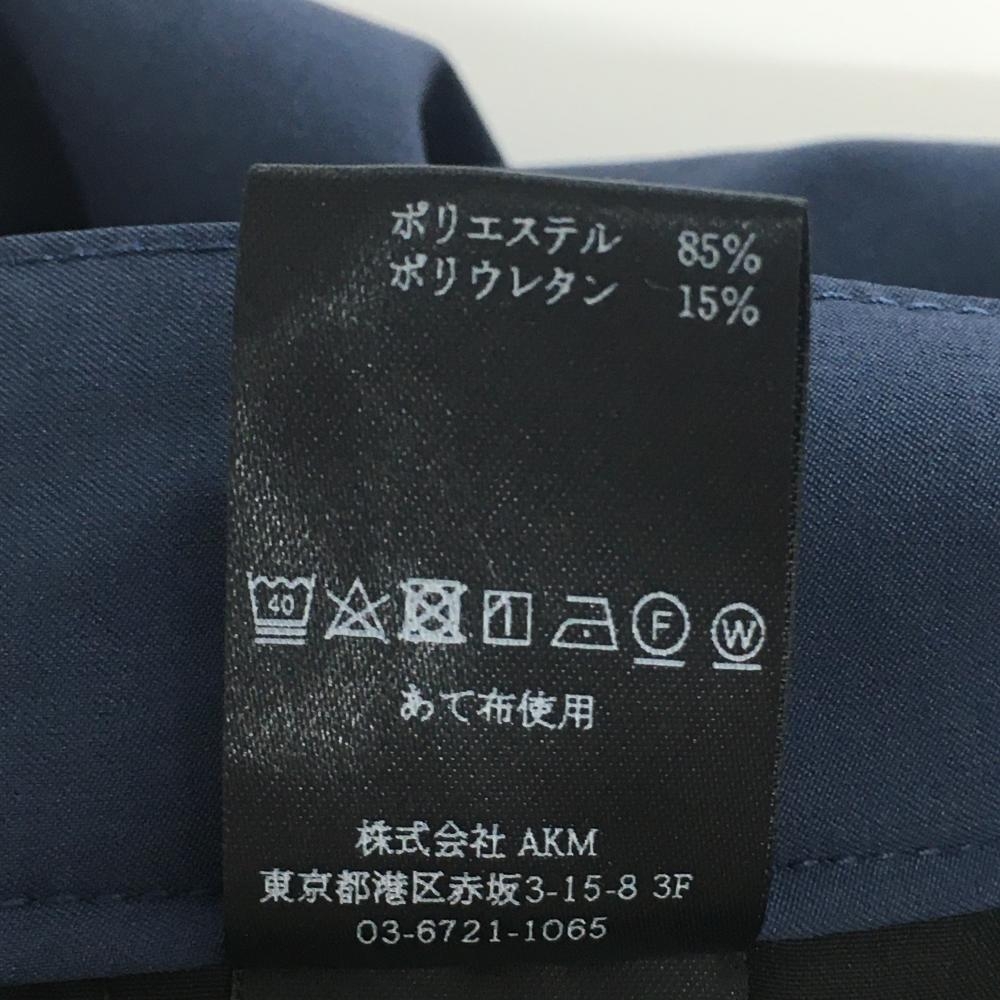 ポリエステル 85%
ポリウレタン 15%
40 F W
あて布使用
株式会社 AKM
東京都港区赤坂3-15-8 3F
03-6721-1065